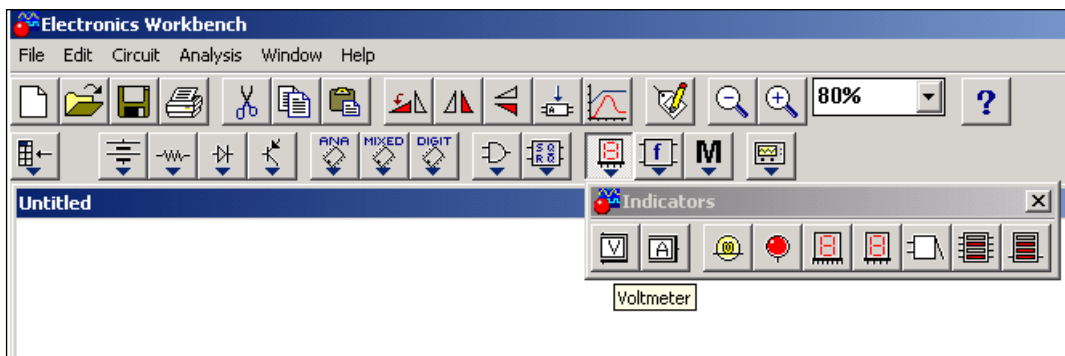 Electronics Workbench
File Edit Circuit Analysis Window Help
80% ?
ANA MIXED DIGIT f M
Untitled
Indicators
V A
Voltmeter